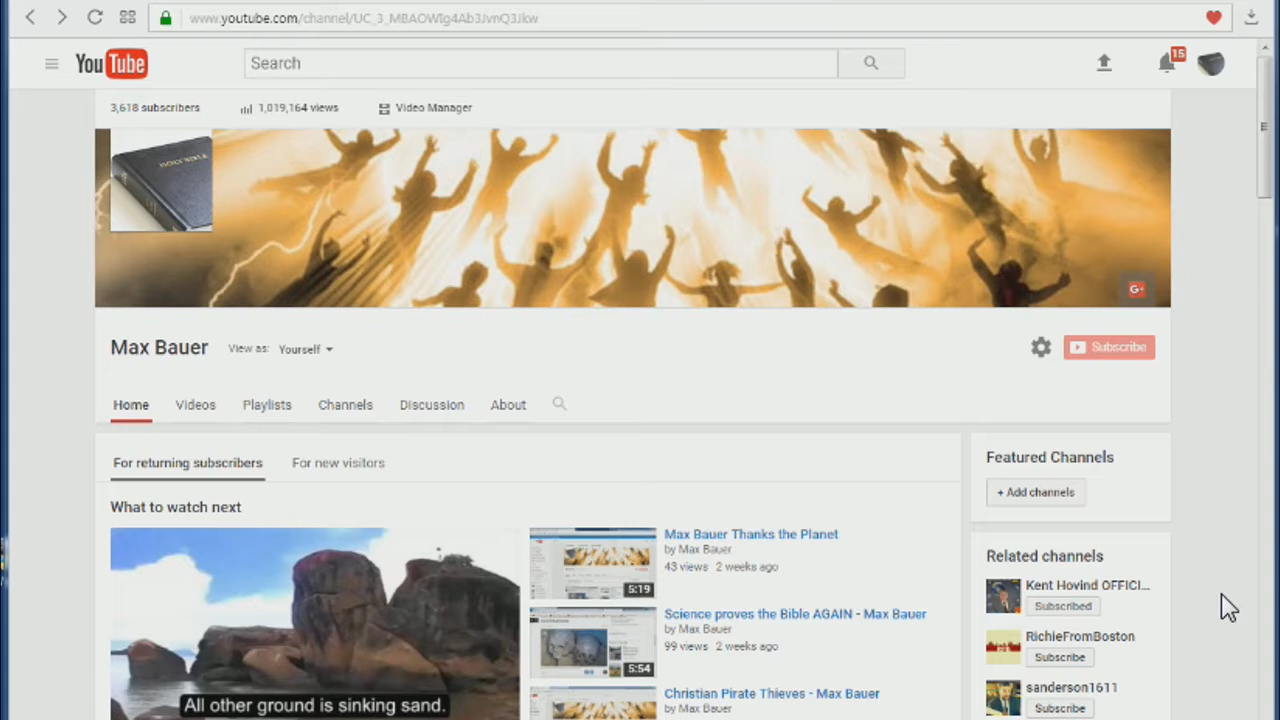 www.youtube.com/channel/UC_3_MBAOWIg4Ab3JvnQ3Jkw
YouTube
Search
15
3,618 subscribers
1,019,164 views
Video Manager
HOLY BIBLE
G+
Max Bauer
View as:
Yourself
Subscribe
Home
Videos
Playlists
Channels
Discussion
About
For returning subscribers
For new visitors
What to watch next
All other ground is sinking sand.
5:19
Max Bauer Thanks the Planet
by Max Bauer
43 views 2 weeks ago
5:54
Science proves the Bible AGAIN - Max Bauer
by Max Bauer
99 views 2 weeks ago
Christian Pirate Thieves - Max Bauer
by Max Bauer
Featured Channels
+ Add channels
Related channels
Kent Hovind OFFICI...
Subscribed
RichieFromBoston
Subscribe
sanderson1611
Subscribe